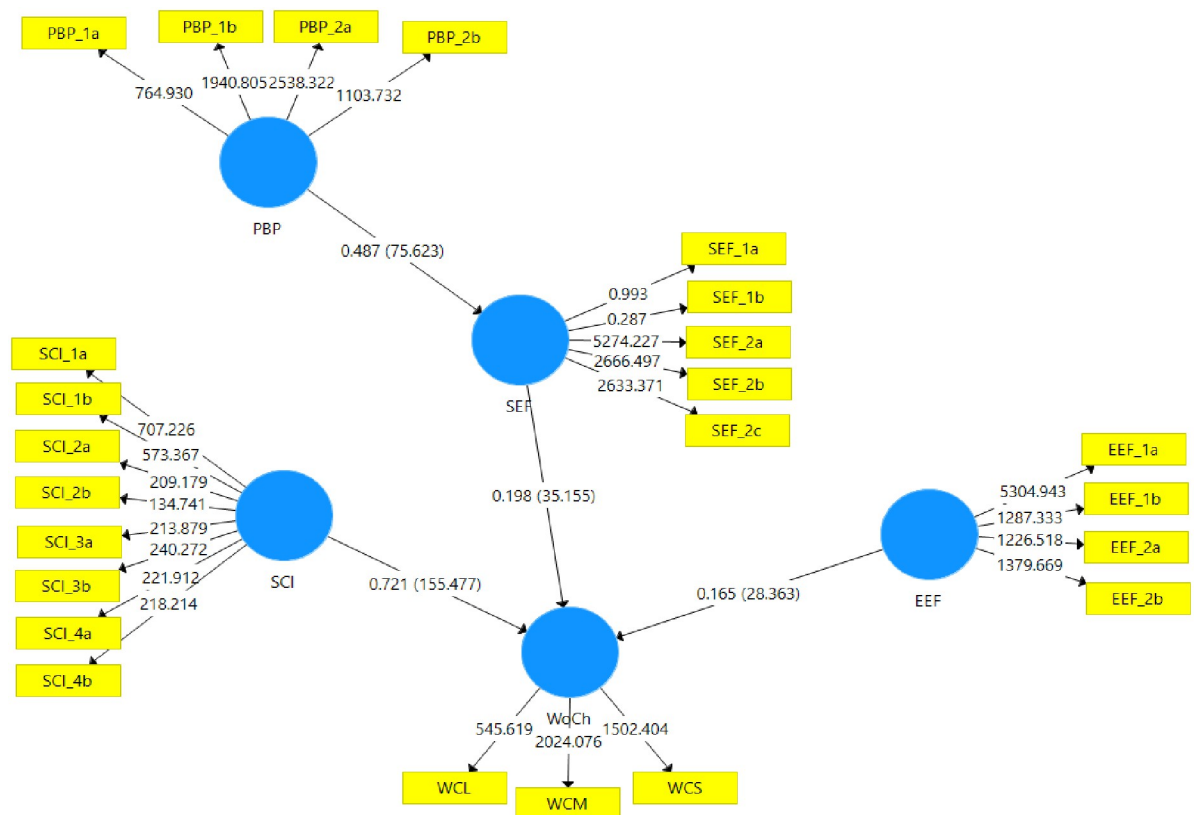 PBP_1a
PBP_1b
PBP_2a
PBP_2b
764.930
1940.805
2538.322
1103.732
PBP
0.487 (75.623)
SEF_1a
SEF_1b
SEF_2a
SEF_2b
SEF_2c
0.993
0.287
5274.227
2666.497
2633.371
SEF
SCI_1a
SCI_1b
SCI_2a
SCI_2b
SCI_3a
SCI_3b
SCI_4a
SCI_4b
707.226
573.367
209.179
134.741
213.879
240.272
221.912
218.214
SCI
0.721 (155.477)
0.198 (35.155)
0.165 (28.363)
EEF_1a
EEF_1b
EEF_2a
EEF_2b
5304.943
1287.333
1226.518
1379.669
EEF
WoCh
545.619
2024.076
1502.404
WCL
WCM
WCS